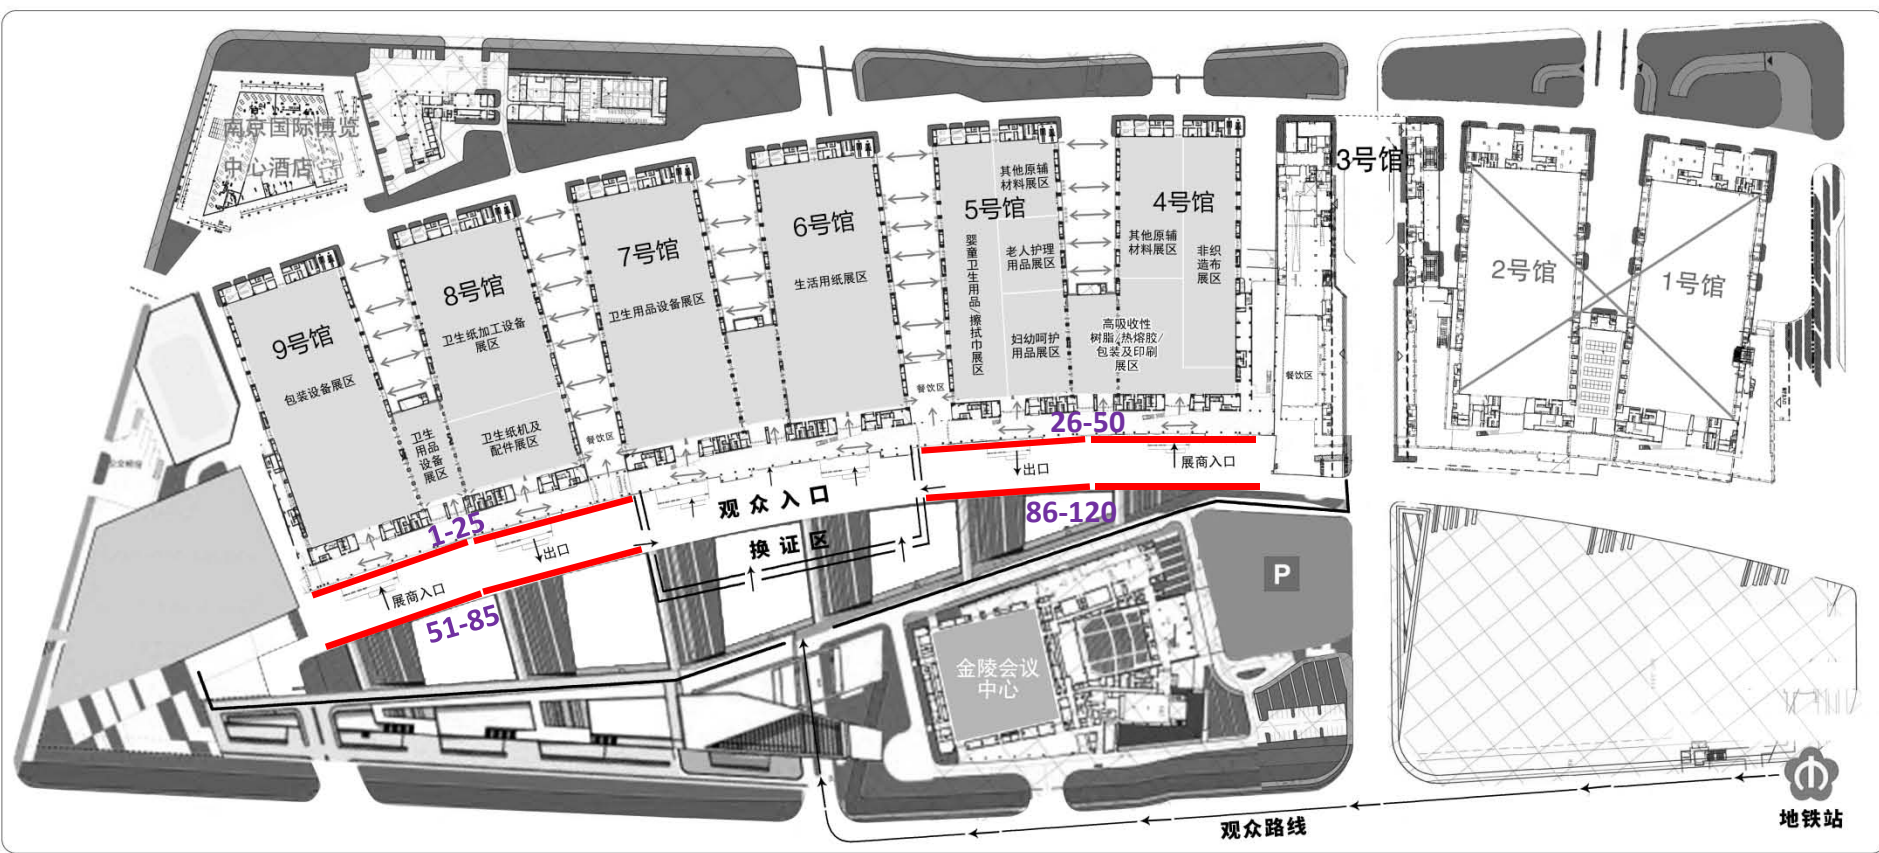 南京国际博览
中心酒店
9号馆
包装设备展区
卫生
用品
设备
展区
8号馆
卫生纸加工设备
展区
卫生纸机及
配件展区
餐饮区
7号馆
卫生用品设备展区
6号馆
生活用纸展区
餐饮区
5号馆
其他原辅
材料展区
婴童卫生用品/擦拭巾展区
老人护理
用品展区
妇幼呵护
用品展区
4号馆
其他原辅
材料展区
非织
造布
展区
高吸收性
树脂/热熔胶/
包装及印刷
展区
3号馆
餐饮区
2号馆
1号馆
26-50
出口
展商入口
86-120
观众入口
换证区
1-25
出口
展商入口
51-85
P
金陵会议
中心
观众路线
地铁站